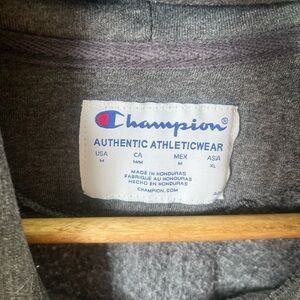 Champion®
AUTHENTIC ATHLETICWEAR
USA CA MEX ASIA
M M/M M XL
MADE IN HONDURAS
FABRIQUÉ AU HONDURAS
HECHO EN HONDURAS
CHAMPION.COM